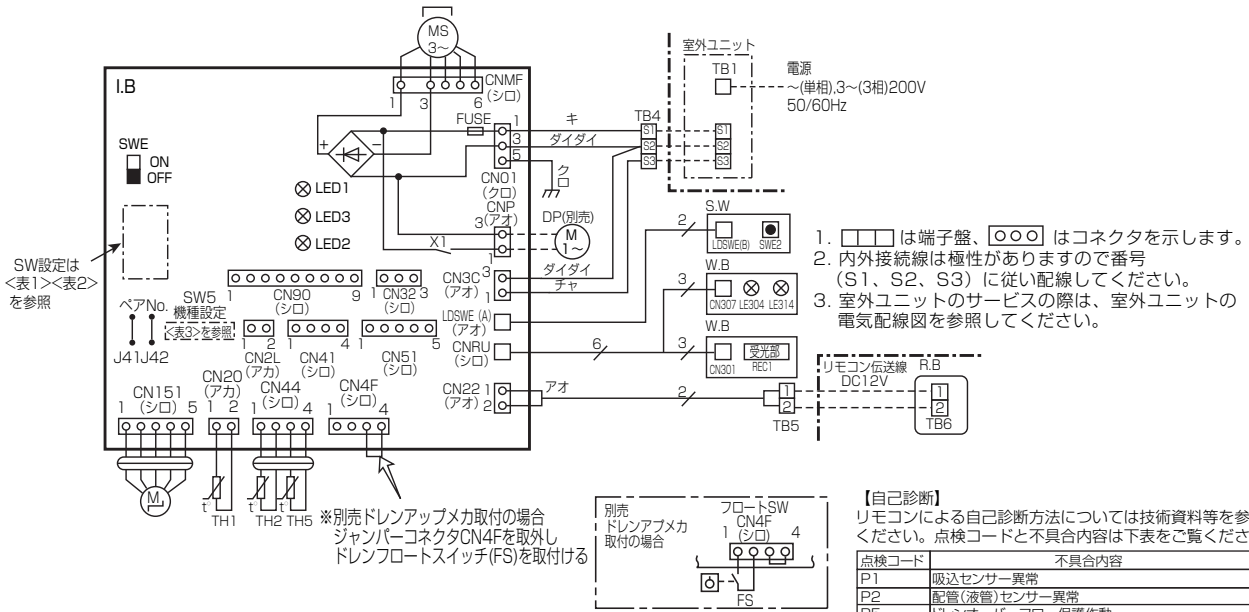 MS
3～
I.B
CNMF
(シロ)
1 3 6
FUSE
SWE
ON
OFF
+ −
1
3
5
キ
ダイダイ
クロ
CN01
(クロ)
TB4
S1
S2
S3
室外ユニット
TB1
S1
S2
S3
電源
～(単相),3～(3相)200V
50/60Hz
LED1
LED3
LED2
CNP
(アオ)
3
1
X1
DP(別売)
M
1～
SW設定は
<表1><表2>
を参照
1 CN90 9
(シロ)
1 CN32 3
(シロ)
CN3C
(アオ)
3
1
ダイダイ
チャ
ペアNo.
J41 J42
SW5
機種設定
<表3>を参照
1 2
CN2L
(アカ)
1 4
CN41
(シロ)
1 5
CN51
(シロ)
LDSWE (A)
(アオ)
CNRU
(シロ)
6
2
S.W
LDSWE(B) SWE2
3
W.B
CN307 LE304 LE314
3
W.B
CN301
受光部
REC1
CN22
(アオ)
1
2
アオ
2
1
2
TB5
リモコン伝送線
DC12V
R.B
1
2
TB6
CN151
1 (シロ) 5
CN20
(アカ)
1 2
CN44
1 (シロ) 4
CN4F
1 (シロ) 4
M
t°
TH1
t°
TH2
t°
TH5
※別売ドレンアップメカ取付の場合
ジャンパーコネクタCN4Fを取外し
ドレンフロートスイッチ(FS)を取付ける
別売
ドレンアプメカ
取付の場合
フロートSW
CN4F
1 (シロ) 4
FS
1. は端子盤、 はコネクタを示します。
2. 内外接続線は極性がありますので番号
(S1、S2、S3)に従い配線してください。
3. 室外ユニットのサービスの際は、室外ユニットの
電気配線図を参照してください。
【自己診断】
リモコンによる自己診断方法については技術資料等を参
ください。点検コードと不具合内容は下表をご覧くださ
点検コード 不具合内容
P1 吸込センサー異常
P2 配管(液管)センサー異常